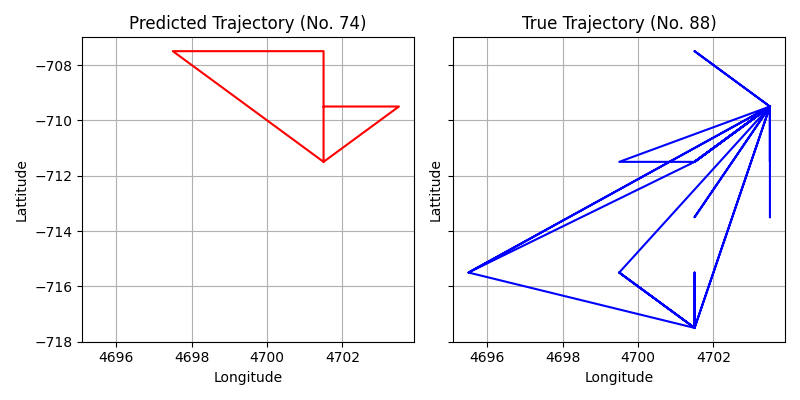 Predicted Trajectory (No. 74)
−708
−710
−712
−714
−716
−718
Lattitude
4696 4698 4700 4702
Longitude
True Trajectory (No. 88)
Lattitude
4696 4698 4700 4702
Longitude